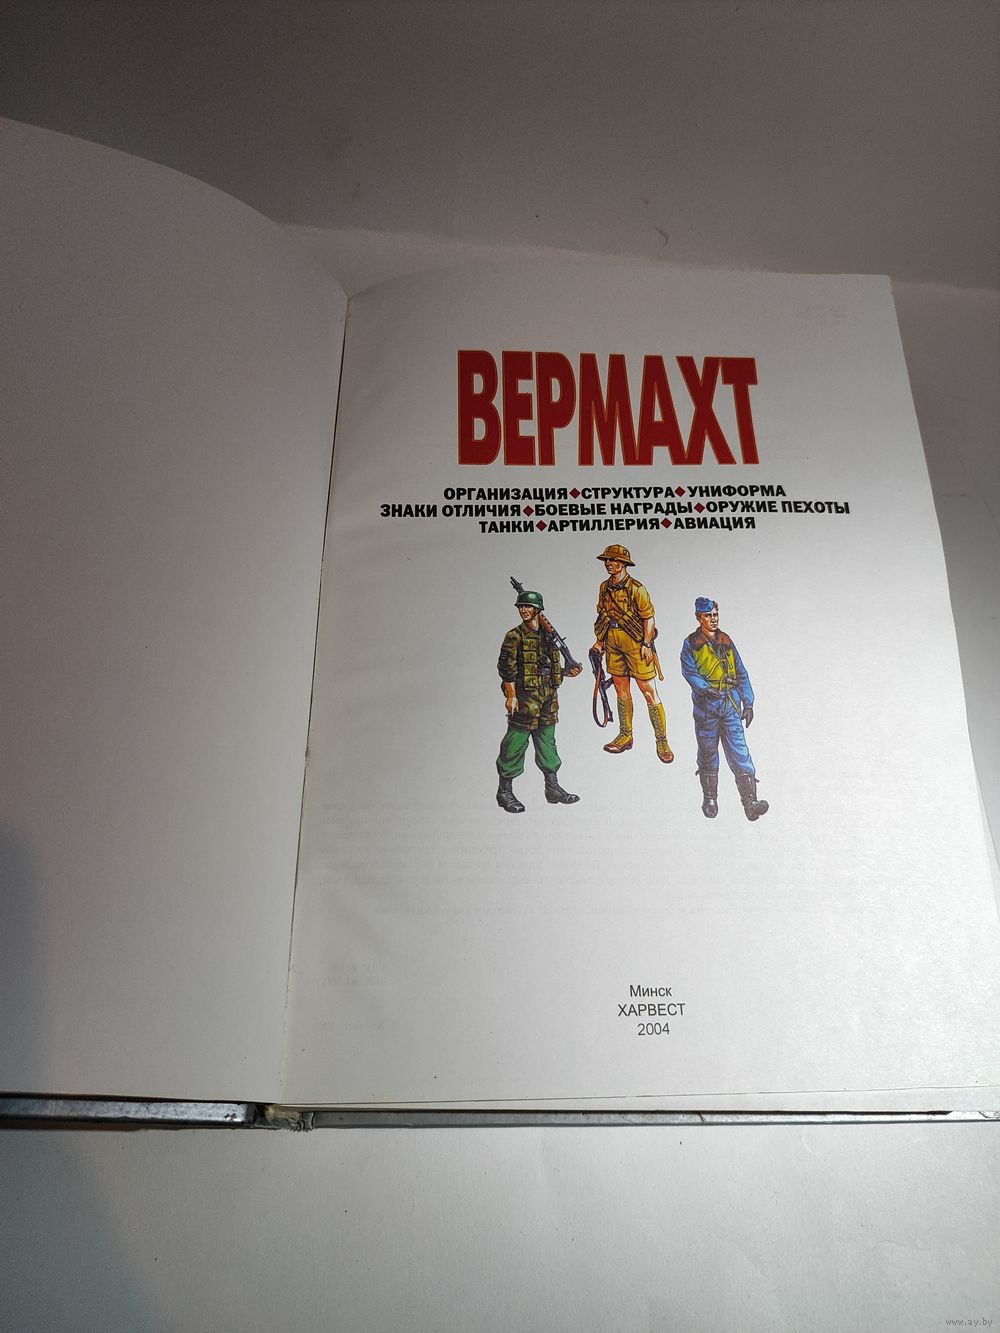 ВЕРМАХТ
ОРГАНИЗАЦИЯ◆СТРУКТУРА◆УНИФОРМА
ЗНАКИ ОТЛИЧИЯ◆БОЕВЫЕ НАГРАДЫ◆ОРУЖИЕ ПЕХОТЫ
ТАНКИ◆АРТИЛЛЕРИЯ◆АВИАЦИЯ
Минск
ХАРВЕСТ
2004
www.ay.by